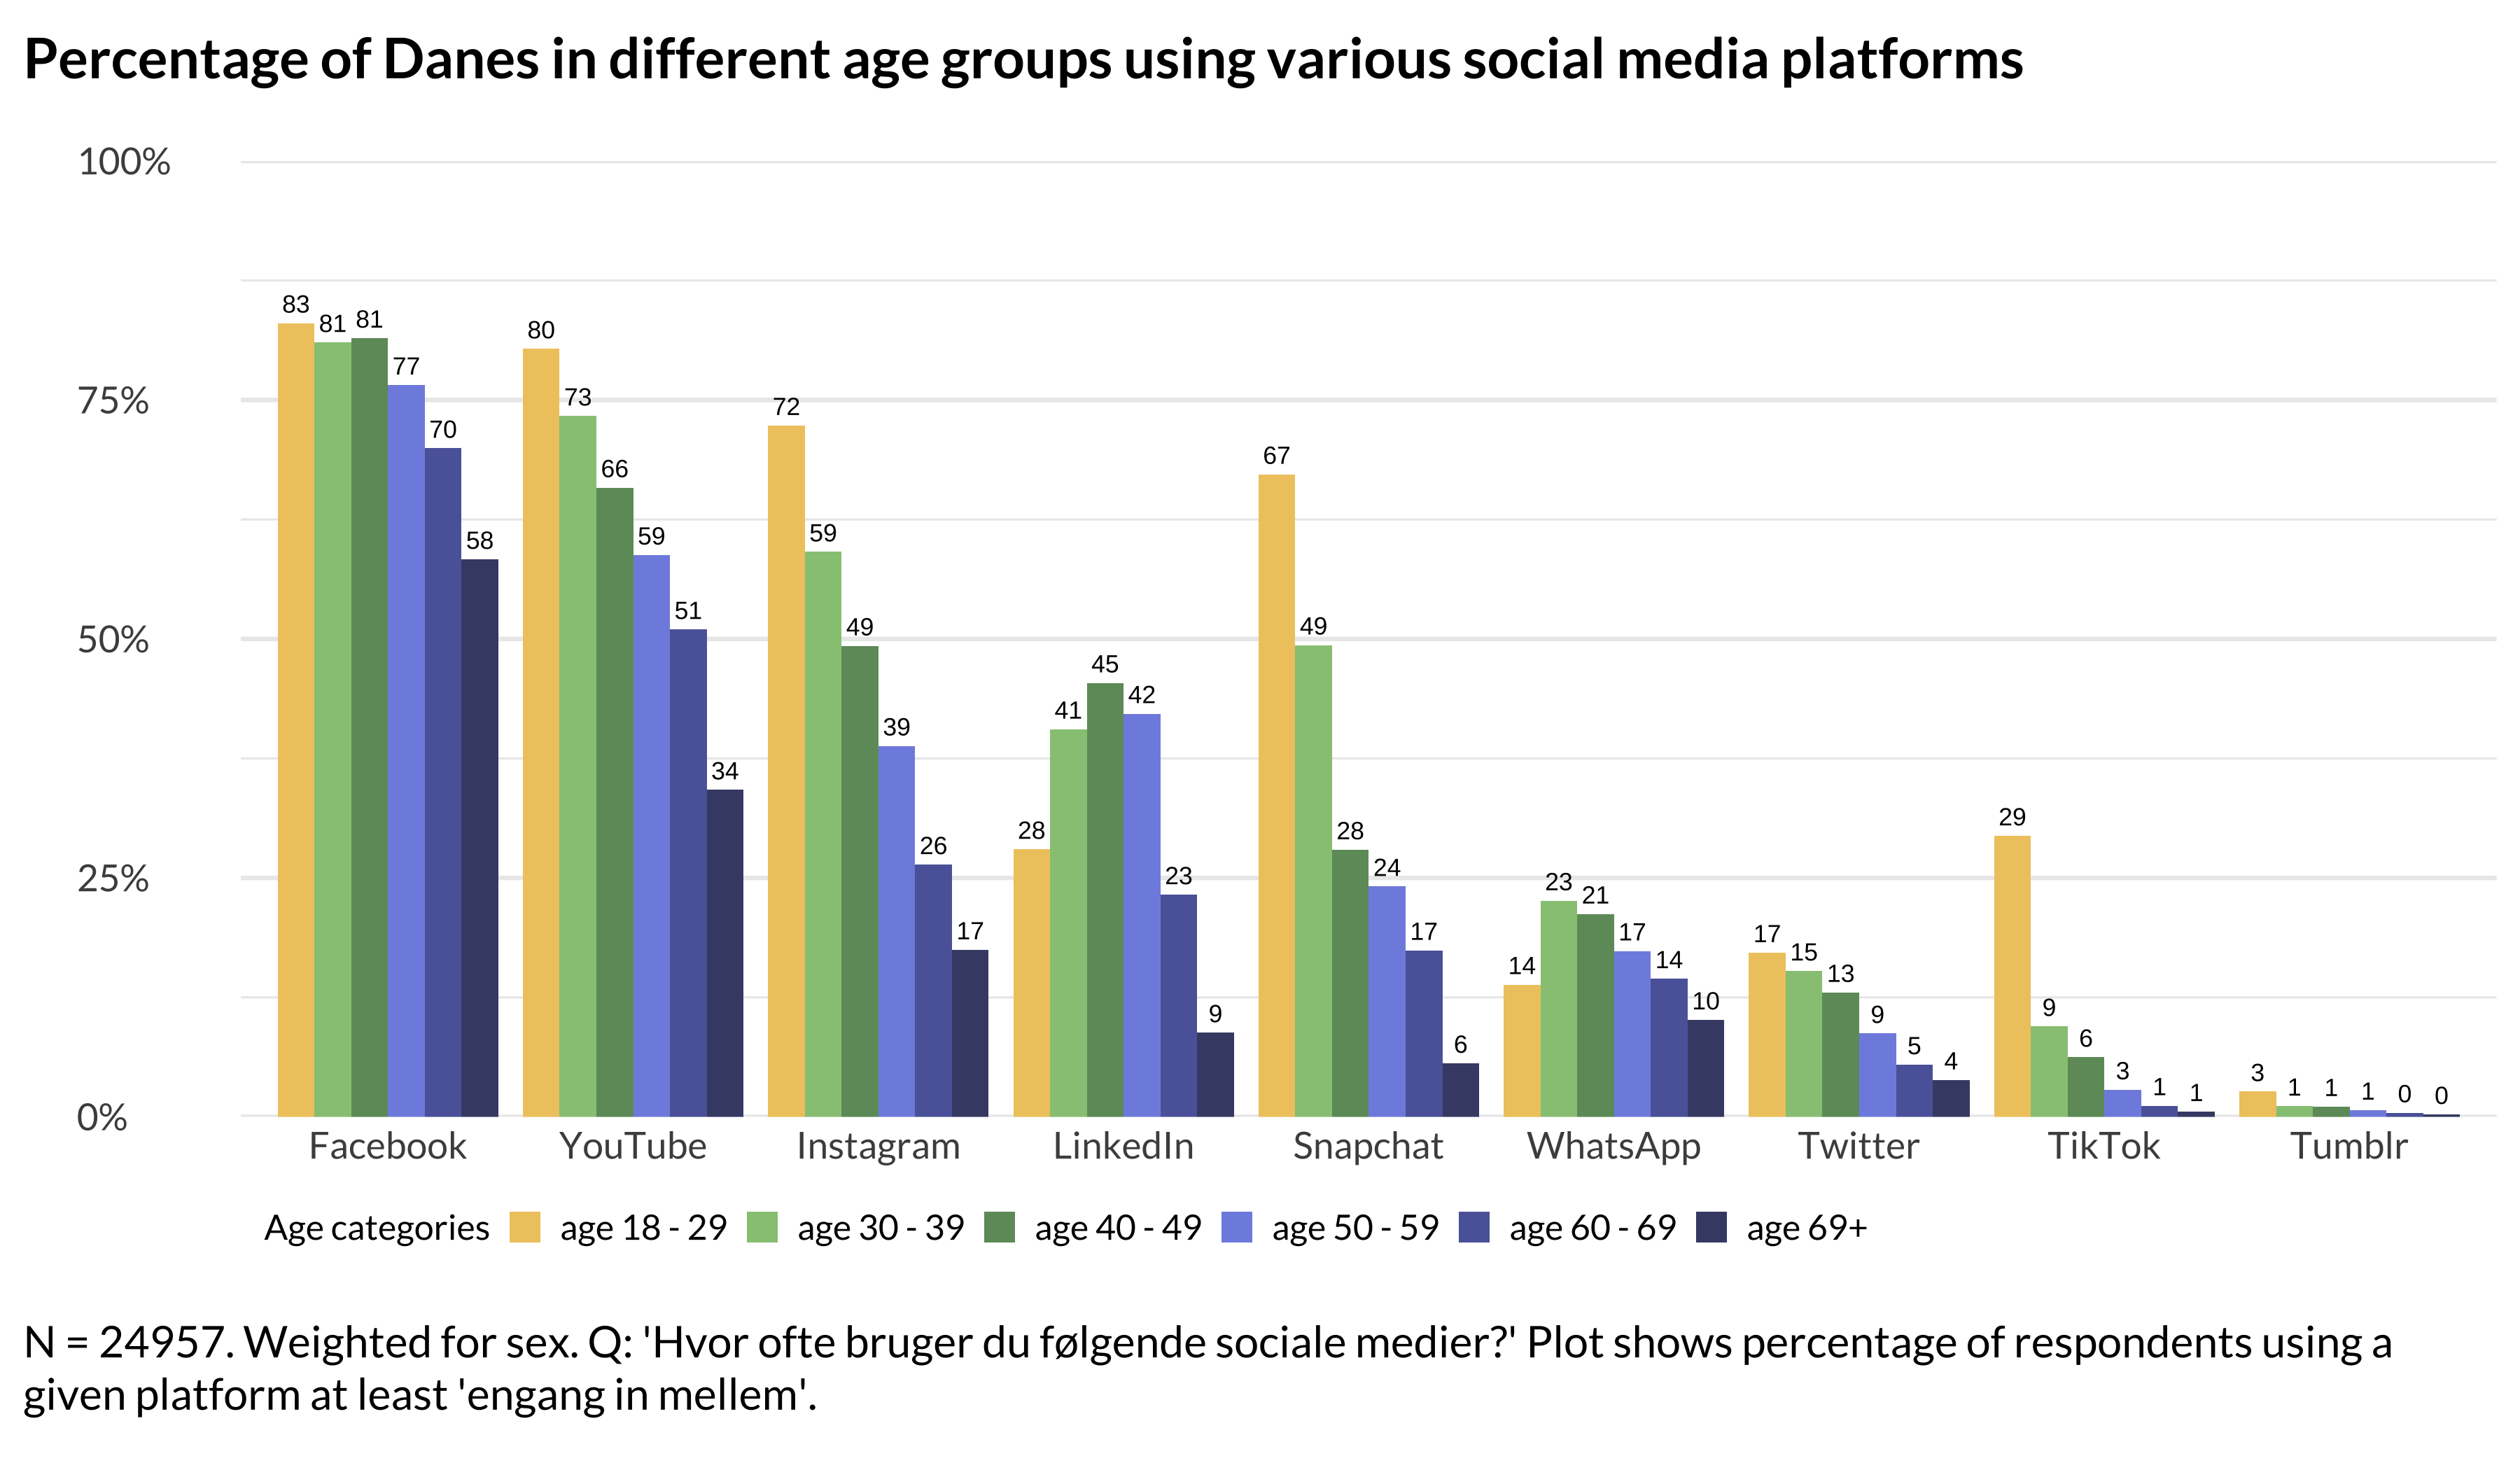 Percentage of Danes in different age groups using various social media platforms
100%
75%
50%
25%
0%
83 81 81 77 70 58
80 73 66 59 51 34
72 59 49 39 26 17
28 41 45 42 23 9
67 49 28 24 17 6
14 23 21 17 14 10
17 15 13 9 5 4
29 9 6 3 1 1
3 1 1 1 0 0
Facebook YouTube Instagram LinkedIn Snapchat WhatsApp Twitter TikTok Tumblr
Age categories age 18 - 29 age 30 - 39 age 40 - 49 age 50 - 59 age 60 - 69 age 69+
N = 24957. Weighted for sex. Q: 'Hvor ofte bruger du følgende sociale medier?' Plot shows percentage of respondents using a
given platform at least 'engang in mellem'.